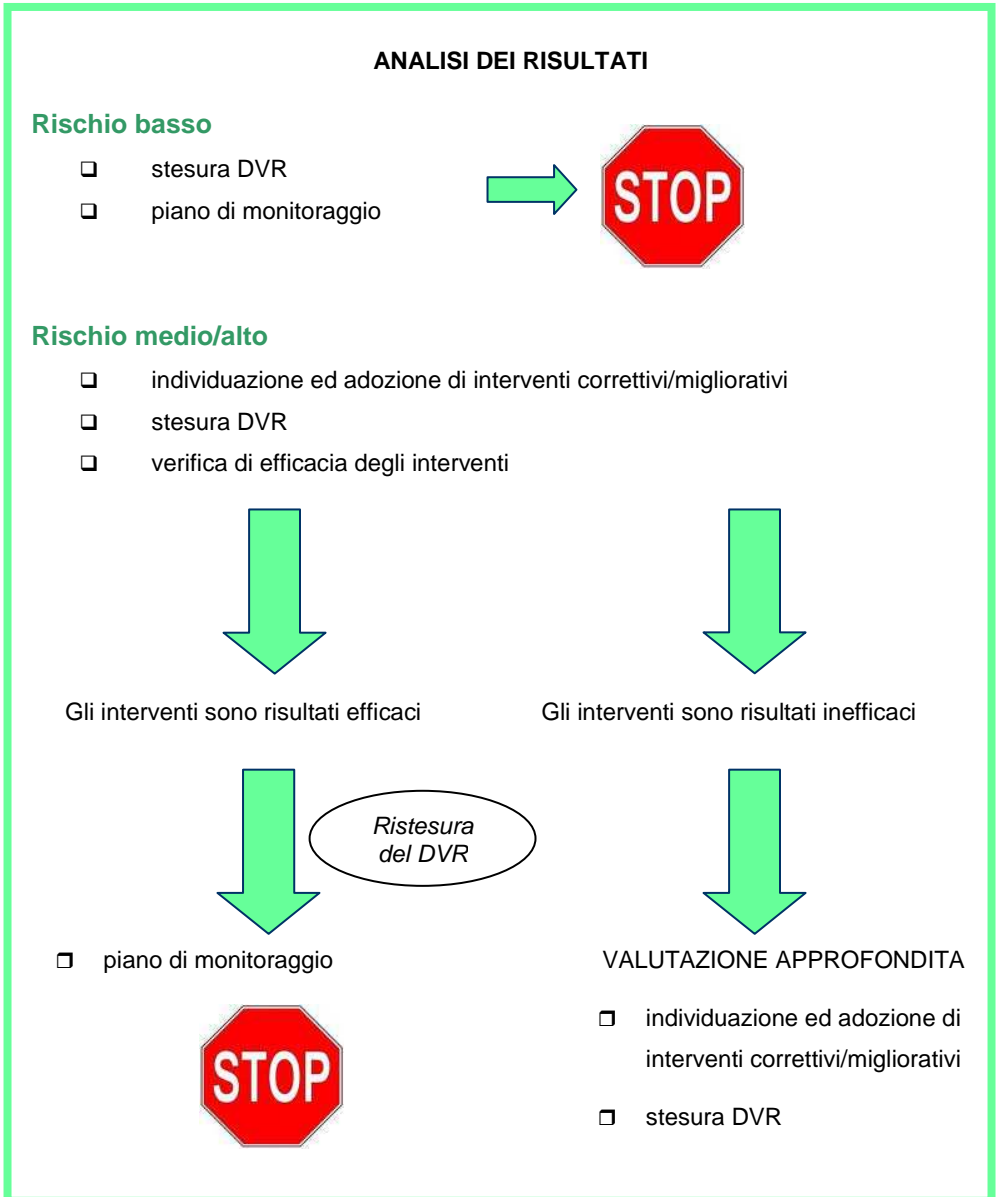 ANALISI DEI RISULTATI
Rischio basso
stesura DVR
piano di monitoraggio
STOP
Rischio medio/alto
individuazione ed adozione di interventi correttivi/migliorativi
stesura DVR
verifica di efficacia degli interventi
Gli interventi sono risultati efficaci
Gli interventi sono risultati inefficaci
Ristesura
del DVR
piano di monitoraggio
STOP
VALUTAZIONE APPROFONDITA
individuazione ed adozione di
interventi correttivi/migliorativi
stesura DVR